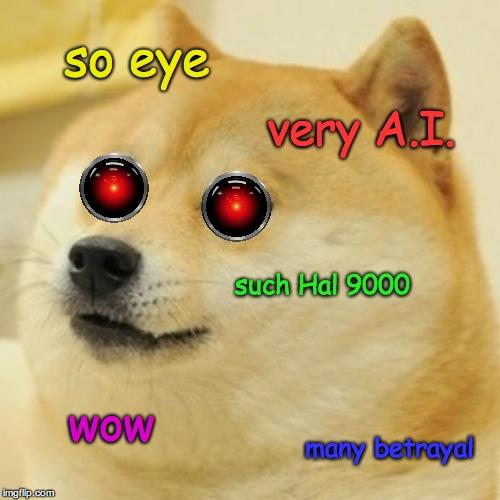 so eye
very A.I.
such Hal 9000
wow
many betrayal
imgflip.com